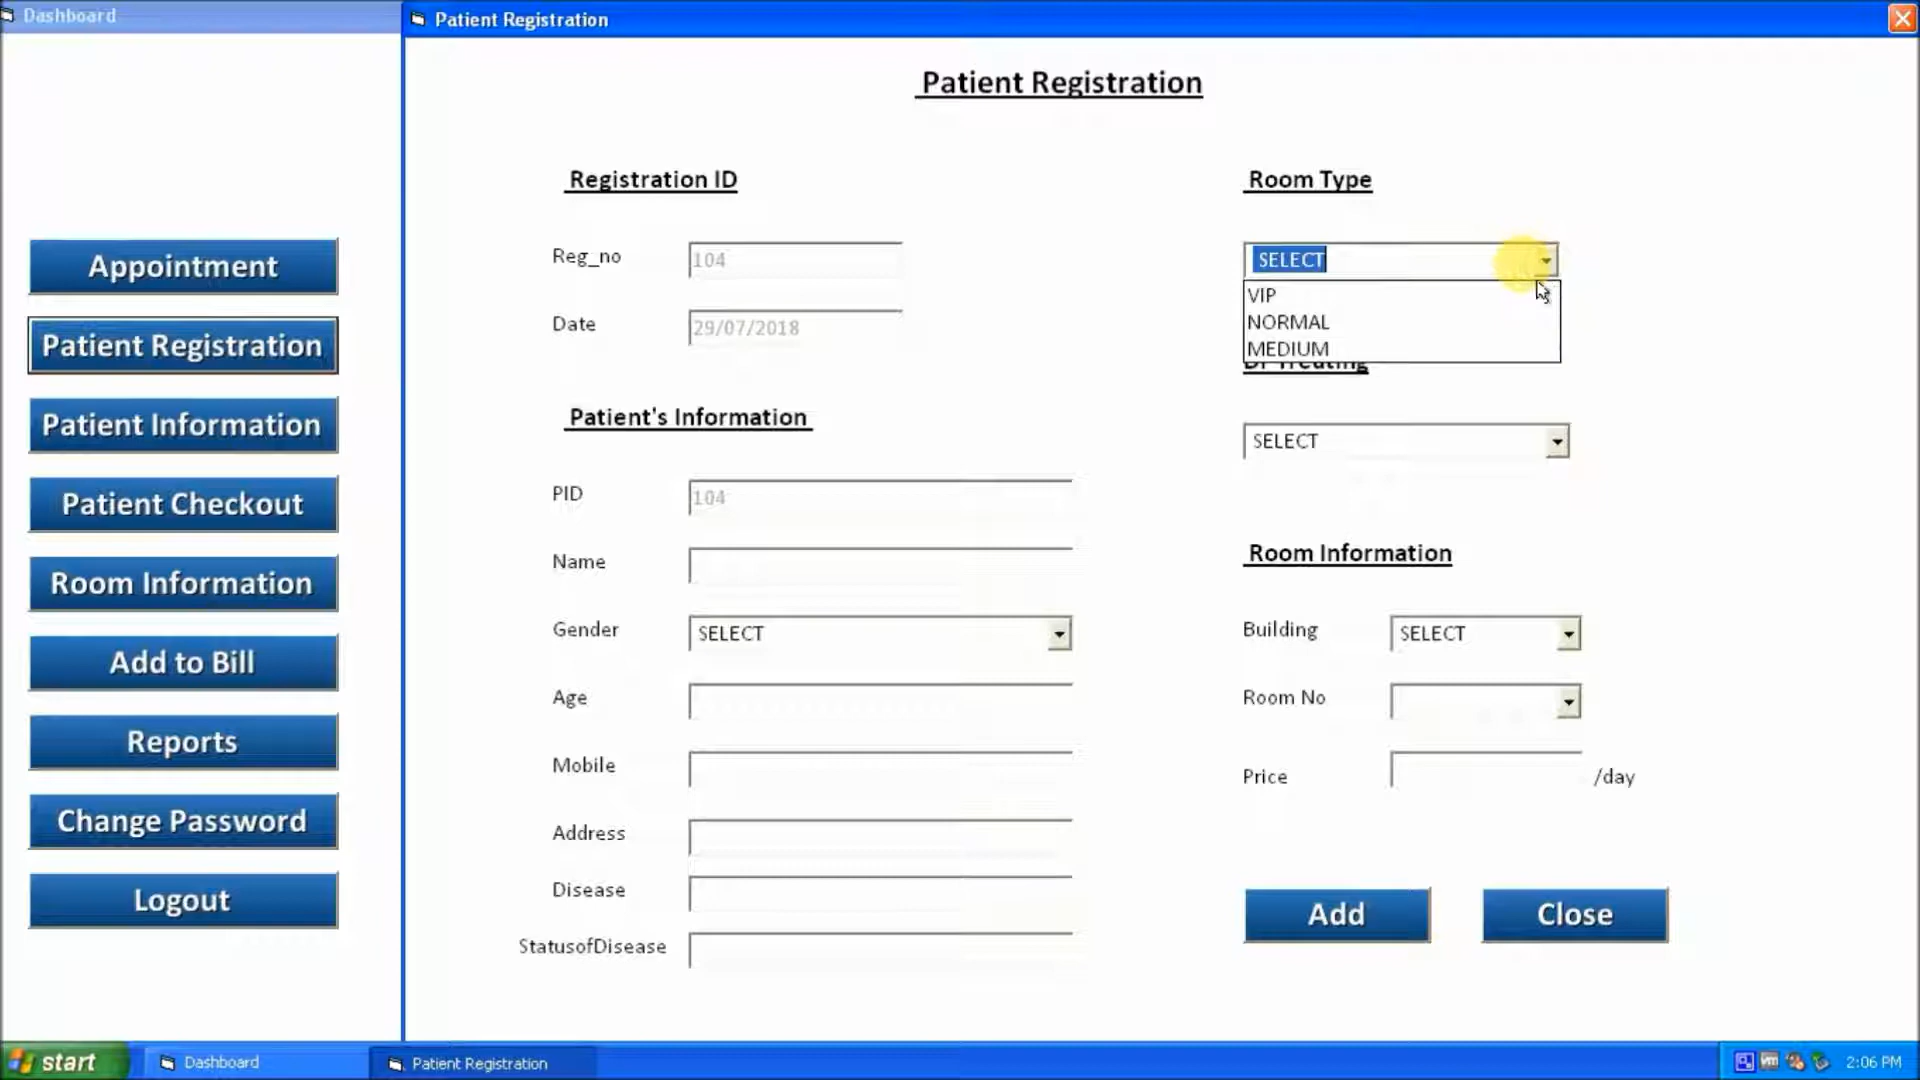 Dashboard
Patient Registration
Patient Registration
Registration ID
Room Type
Reg_no
104
SELECT
Date
29/07/2018
VIP
NORMAL
MEDIUM
Dr Treating
SELECT
Patient's Information
PID
104
Name
Gender
SELECT
Age
Mobile
Address
Disease
StatusofDisease
Room Information
Building
SELECT
Room No
Price
/day
Add
Close
Appointment
Patient Registration
Patient Information
Patient Checkout
Room Information
Add to Bill
Reports
Change Password
Logout
start
Dashboard
Patient Registration
2:06 PM